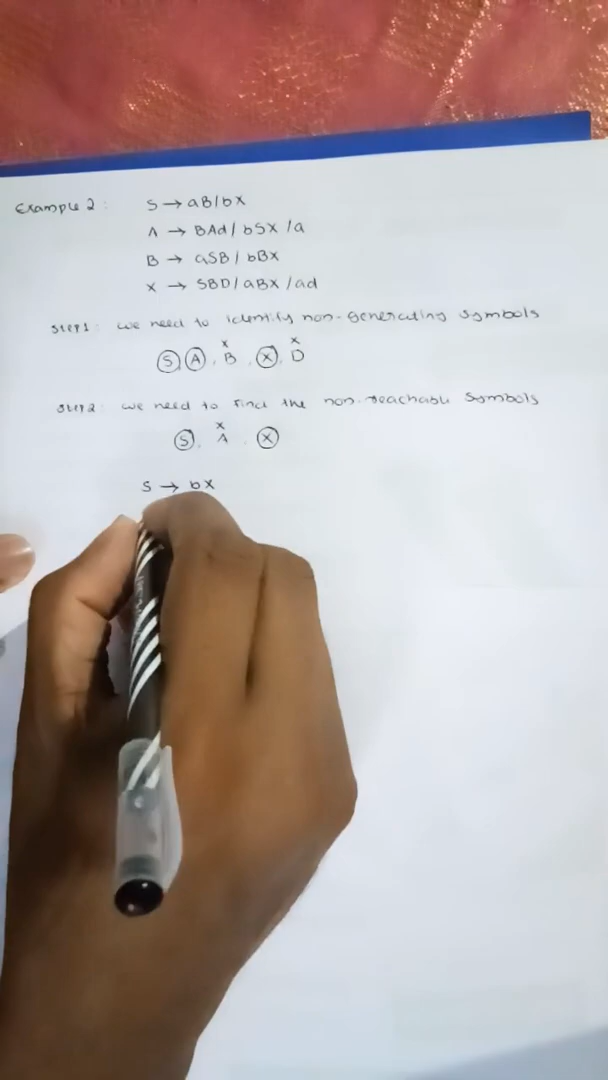 Example 2: S → aB/bX
A → BAd/bSX/a
B → aSB/bBX
X → SBD/aBX/ad
Step1: we need to identify non-generating symbols
x x
S, A, B, X, D
Step2: we need to find the non-reachable symbols
x
S, A, X
S → bX